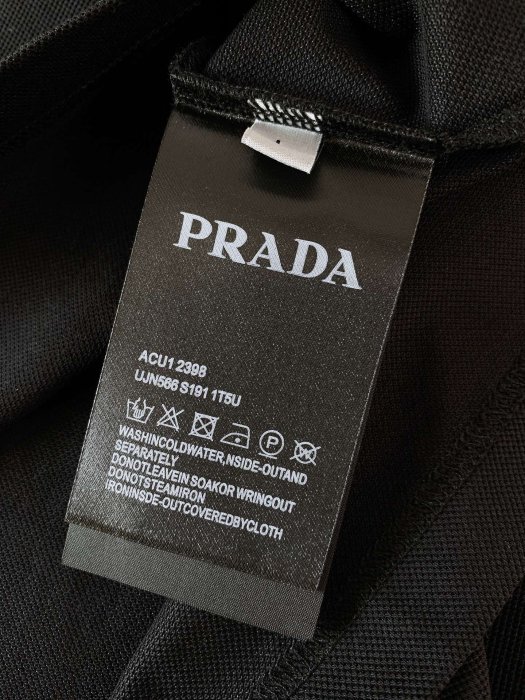 PRADA
ACU1 2398
UJN566 S191 1T5U
P
WASHINCOLDWATER,NSIDE-OUTAND
SEPARATELY
DONOTLEAVEIN SOAKOR WRINGOUT
DONOTSTEAMIRON
IRONINSDE-OUTCOVEREDBYCLOTH